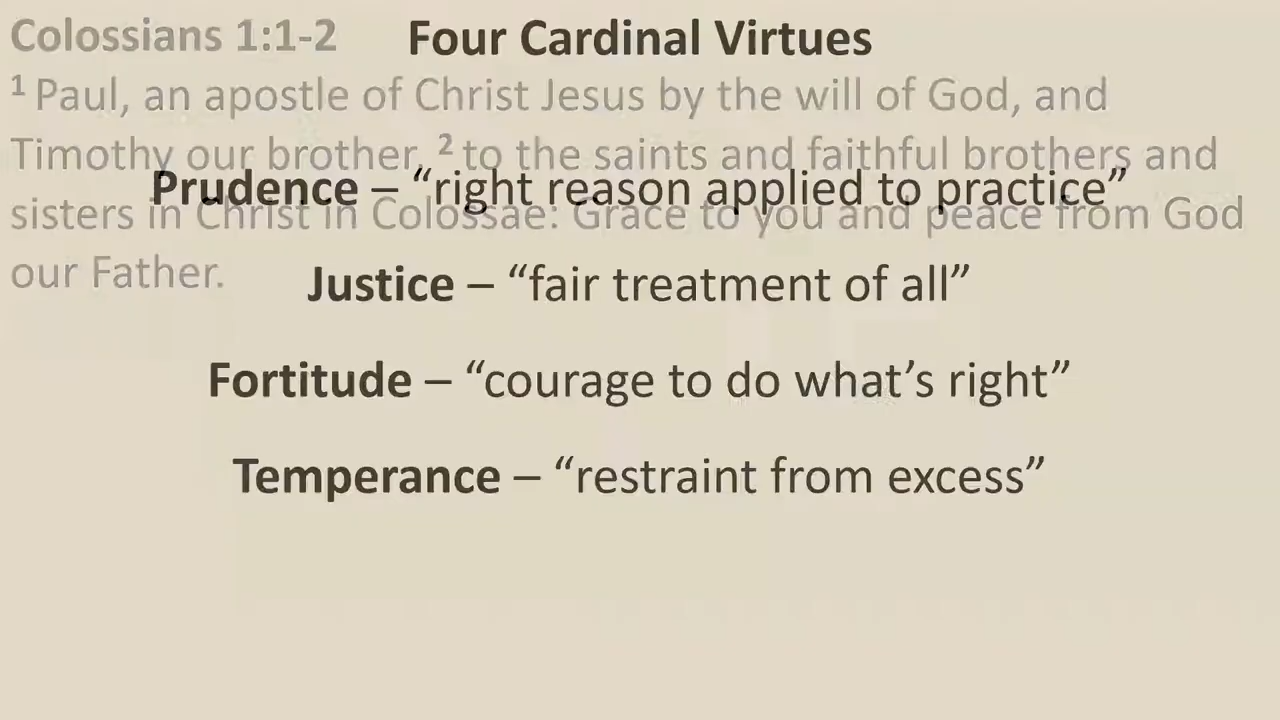 Colossians 1:1-2
Four Cardinal Virtues
1 Paul, an apostle of Christ Jesus by the will of God, and
Timothy our brother, 2 to the saints and faithful brothers and
Prudence – “right reason applied to practice”
sisters in Christ in Colossae: Grace to you and peace from God
our Father.
Justice – “fair treatment of all”
Fortitude – “courage to do what’s right”
Temperance – “restraint from excess”